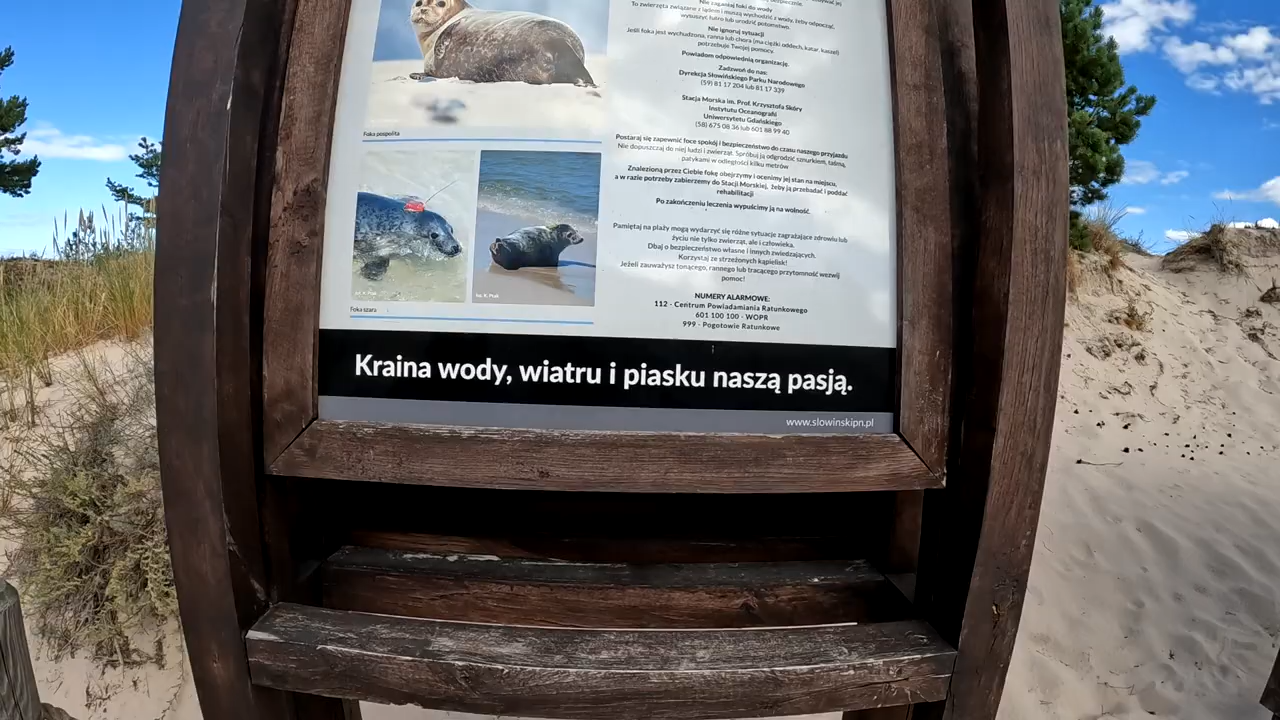 Nie zaganiaj foki do wody
To zwierzęta związane z lądem i muszą wychodzić z wody, żeby odpocząć,
wysuszyć futro lub urodzić potomstwo.
Nie ignoruj sytuacji
Jeśli foka jest wychudzona, ranna lub chora (ma ciężki oddech, katar, kaszel)
potrzebuje Twojej pomocy.
Powiadom odpowiednią organizację.
Zadzwoń do nas:
Dyrekcja Słowińskiego Parku Narodowego
(59) 81 17 204 lub 81 17 339
Stacja Morska im. Prof. Krzysztofa Skóry
Instytutu Oceanografii
Uniwersytetu Gdańskiego
(58) 675 08 36 lub 601 88 99 40
Foka pospolita
Postaraj się zapewnić foce spokój i bezpieczeństwo do czasu naszego przyjazdu
Nie dopuszczaj do niej ludzi i zwierząt. Spróbuj ją odgrodzić sznurkiem, taśmą,
patykami w odległości kilku metrów
Znalezioną przez Ciebie fokę obejrzymy i ocenimy jej stan na miejscu,
a w razie potrzeby zabierzemy do Stacji Morskiej, żeby ją przebadać i poddać
rehabilitacji
Po zakończeniu leczenia wypuścimy ją na wolność.
Pamiętaj na plaży mogą wydarzyć się różne sytuacje zagrażające zdrowiu lub
życiu nie tylko zwierząt, ale i człowieka.
Dbaj o bezpieczeństwo własne i innych zwiedzających.
Korzystaj ze strzeżonych kąpielisk!
Jeżeli zauważysz tonącego, rannego lub tracącego przytomność wezwij
pomoc!
NUMERY ALARMOWE:
112 - Centrum Powiadamiania Ratunkowego
601 100 100 - WOPR
999 - Pogotowie Ratunkowe
Foka szara
Kraina wody, wiatru i piasku naszą pasją.
www.slowinskipn.pl